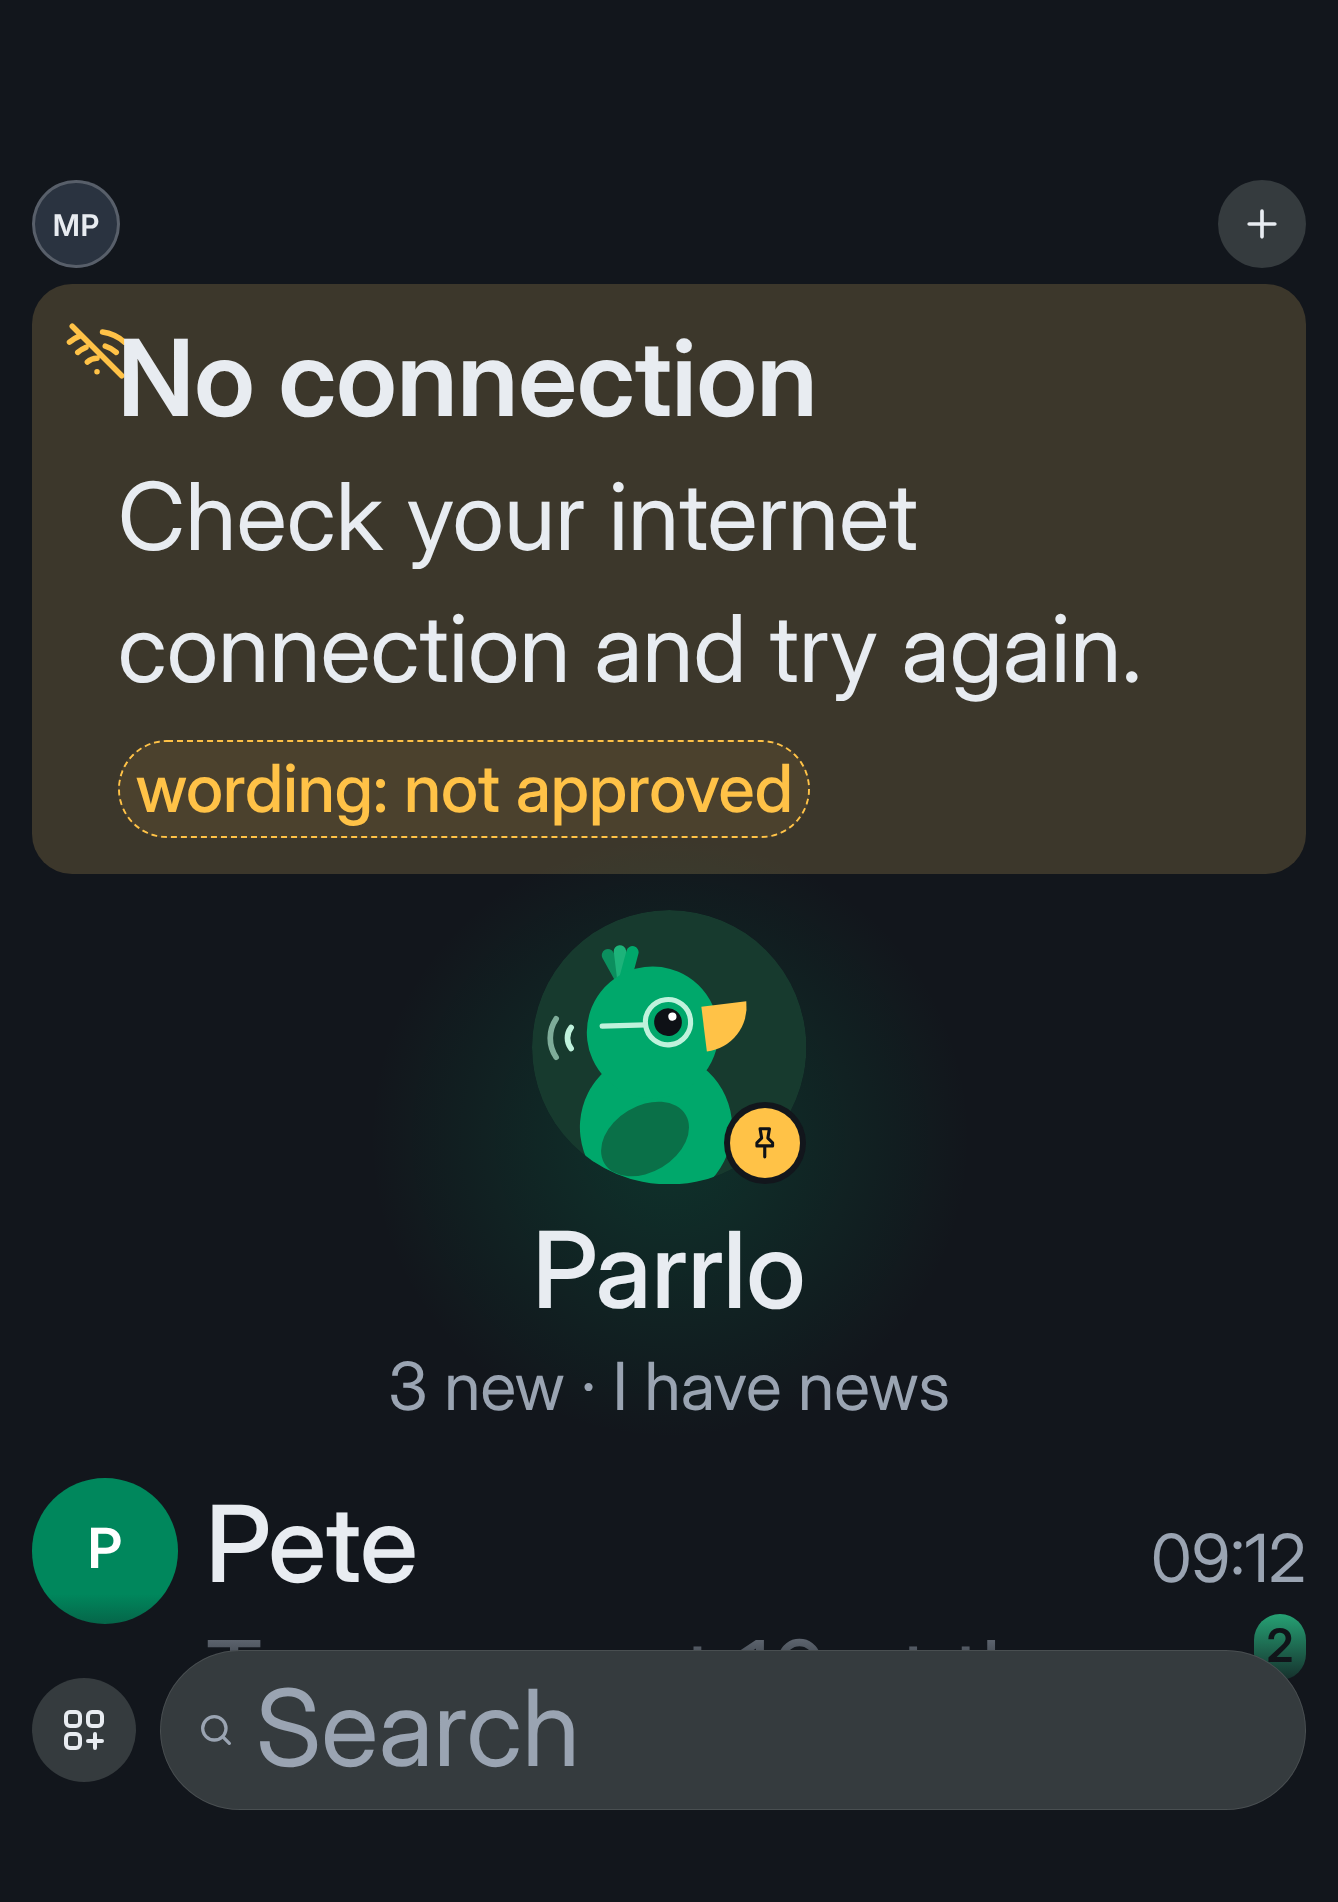 MP
No connection
Check your internet
connection and try again.
wording: not approved
Parrlo
3 new · I have news
P
Pete
09:12
2
Search